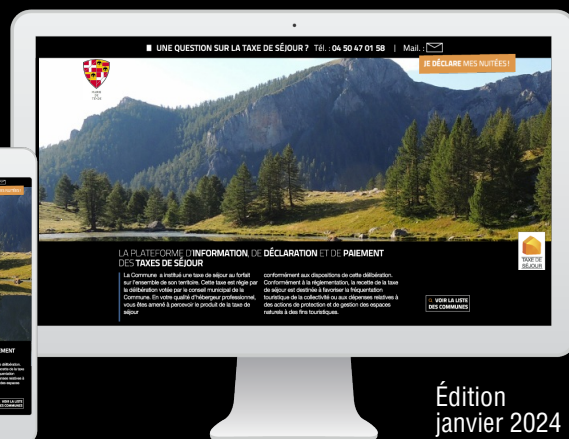 UNE QUESTION SUR LA TAXE DE SÉJOUR ? Tél. : 04 50 47 01 58 | Mail. :
JE DÉCLARE MES NUITÉES !
LA PLATEFORME D'INFORMATION, DE DÉCLARATION ET DE PAIEMENT
DES TAXES DE SÉJOUR
La Commune a institué une taxe de séjour au forfait
sur l'ensemble de son territoire. Cette taxe est régie par
la délibération votée par le conseil municipal de la
Commune. En votre qualité d'hébergeur professionnel,
vous êtes amené à percevoir le produit de la taxe de
séjour
conformément aux dispositions de cette délibération.
Conformément à la réglementation, la recette de la taxe
de séjour est destinée à favoriser la fréquentation
touristique de la collectivité ou aux dépenses relatives à
des actions de protection et de gestion des espaces
naturels à des fins touristiques.
TAXE DE
SÉJOUR
VOIR LA LISTE
DES COMMUNES
VOIR LA LISTE
Édition
janvier 2024